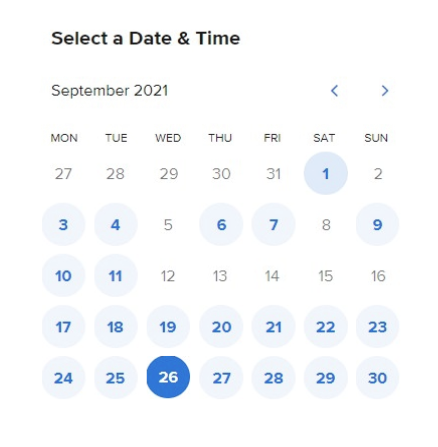 Select a Date & Time
September 2021
MON TUE WED THU FRI SAT SUN
27 28 29 30 31 1 2
3 4 5 6 7 8 9
10 11 12 13 14 15 16
17 18 19 20 21 22 23
24 25 26 27 28 29 30